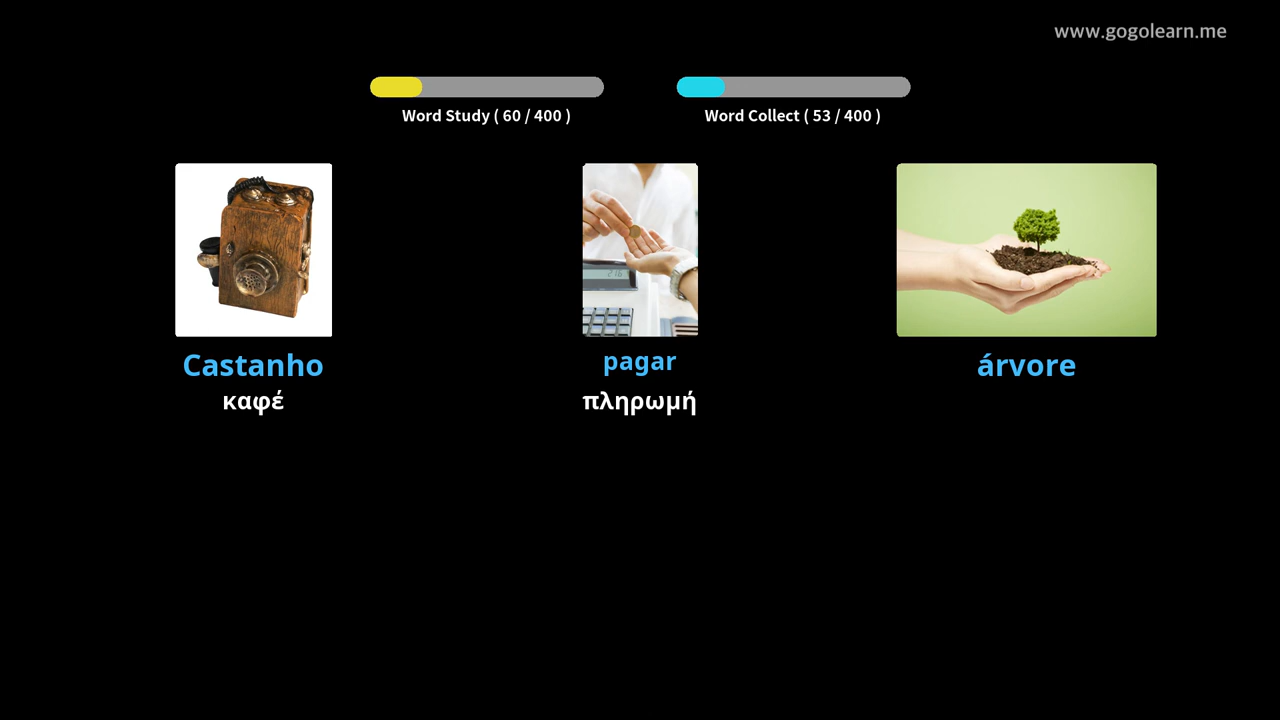 www.gogolearn.me
Word Study ( 60 / 400 )
Word Collect ( 53 / 400 )
Castanho
καφέ
pagar
πληρωμή
árvore